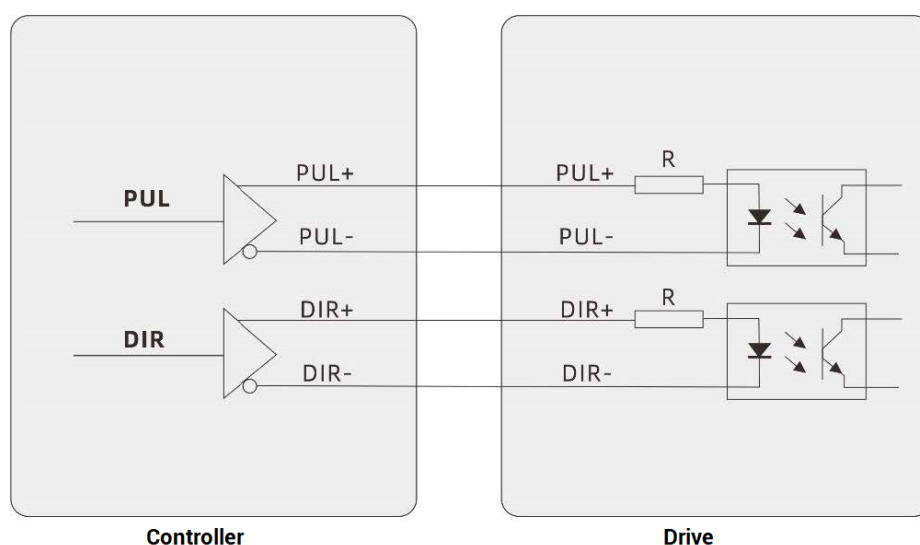 PUL+ PUL+ R
PUL
PUL- PUL-
DIR+ DIR+ R
DIR
DIR- DIR-
Controller Drive